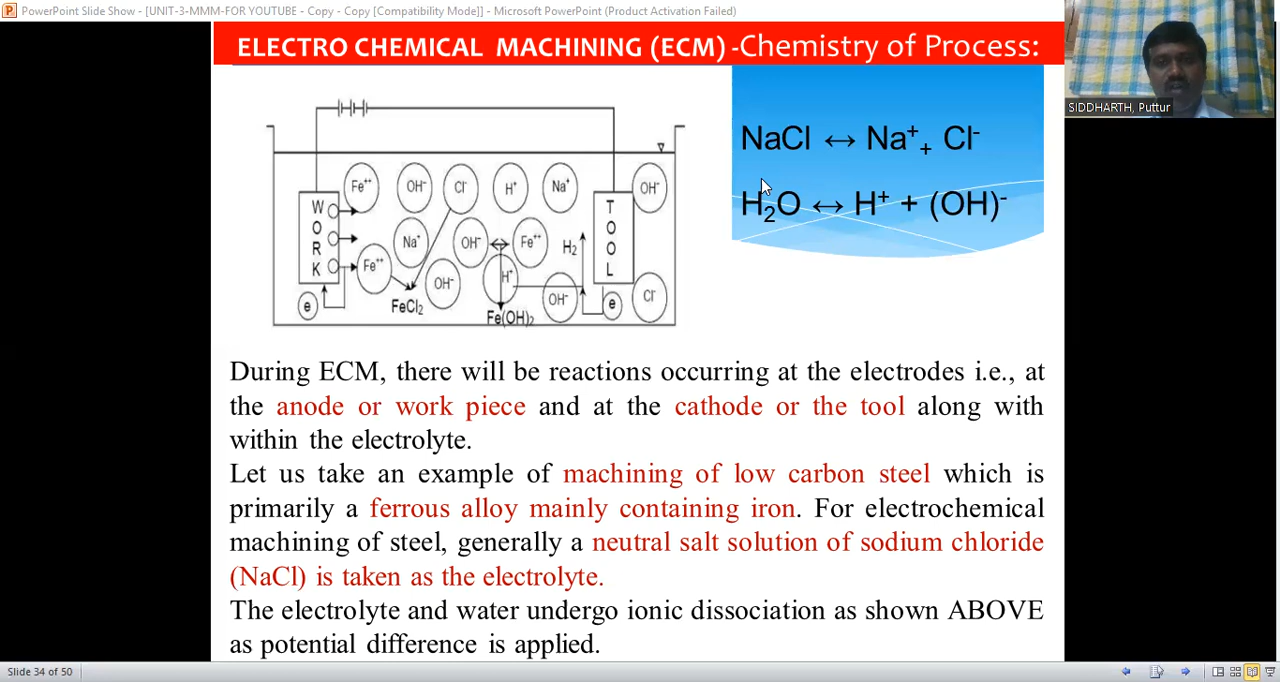 PowerPoint Slide Show - [UNIT-3-MMM-FOR YOUTUBE - Copy - Copy [Compatibility Mode]] - Microsoft PowerPoint (Product Activation Failed)
ELECTRO CHEMICAL MACHINING (ECM) -Chemistry of Process:
SIDDHARTH, Puttur
NaCl ↔ Na⁺₊ Cl⁻
H₂O ↔ H⁺ + (OH)⁻
Fe⁺⁺ OH⁻ Cl⁻ H⁺ Na⁺ OH⁻
WORK
TOOL
Na⁺ OH⁻ Fe⁺⁺ H₂
Fe⁺⁺ OH⁻ H⁺ OH⁻ Cl⁻
e FeCl₂ Fe(OH)₂ e
During ECM, there will be reactions occurring at the electrodes i.e., at
the anode or work piece and at the cathode or the tool along with
within the electrolyte.
Let us take an example of machining of low carbon steel which is
primarily a ferrous alloy mainly containing iron. For electrochemical
machining of steel, generally a neutral salt solution of sodium chloride
(NaCl) is taken as the electrolyte.
The electrolyte and water undergo ionic dissociation as shown ABOVE
as potential difference is applied.
Slide 34 of 50